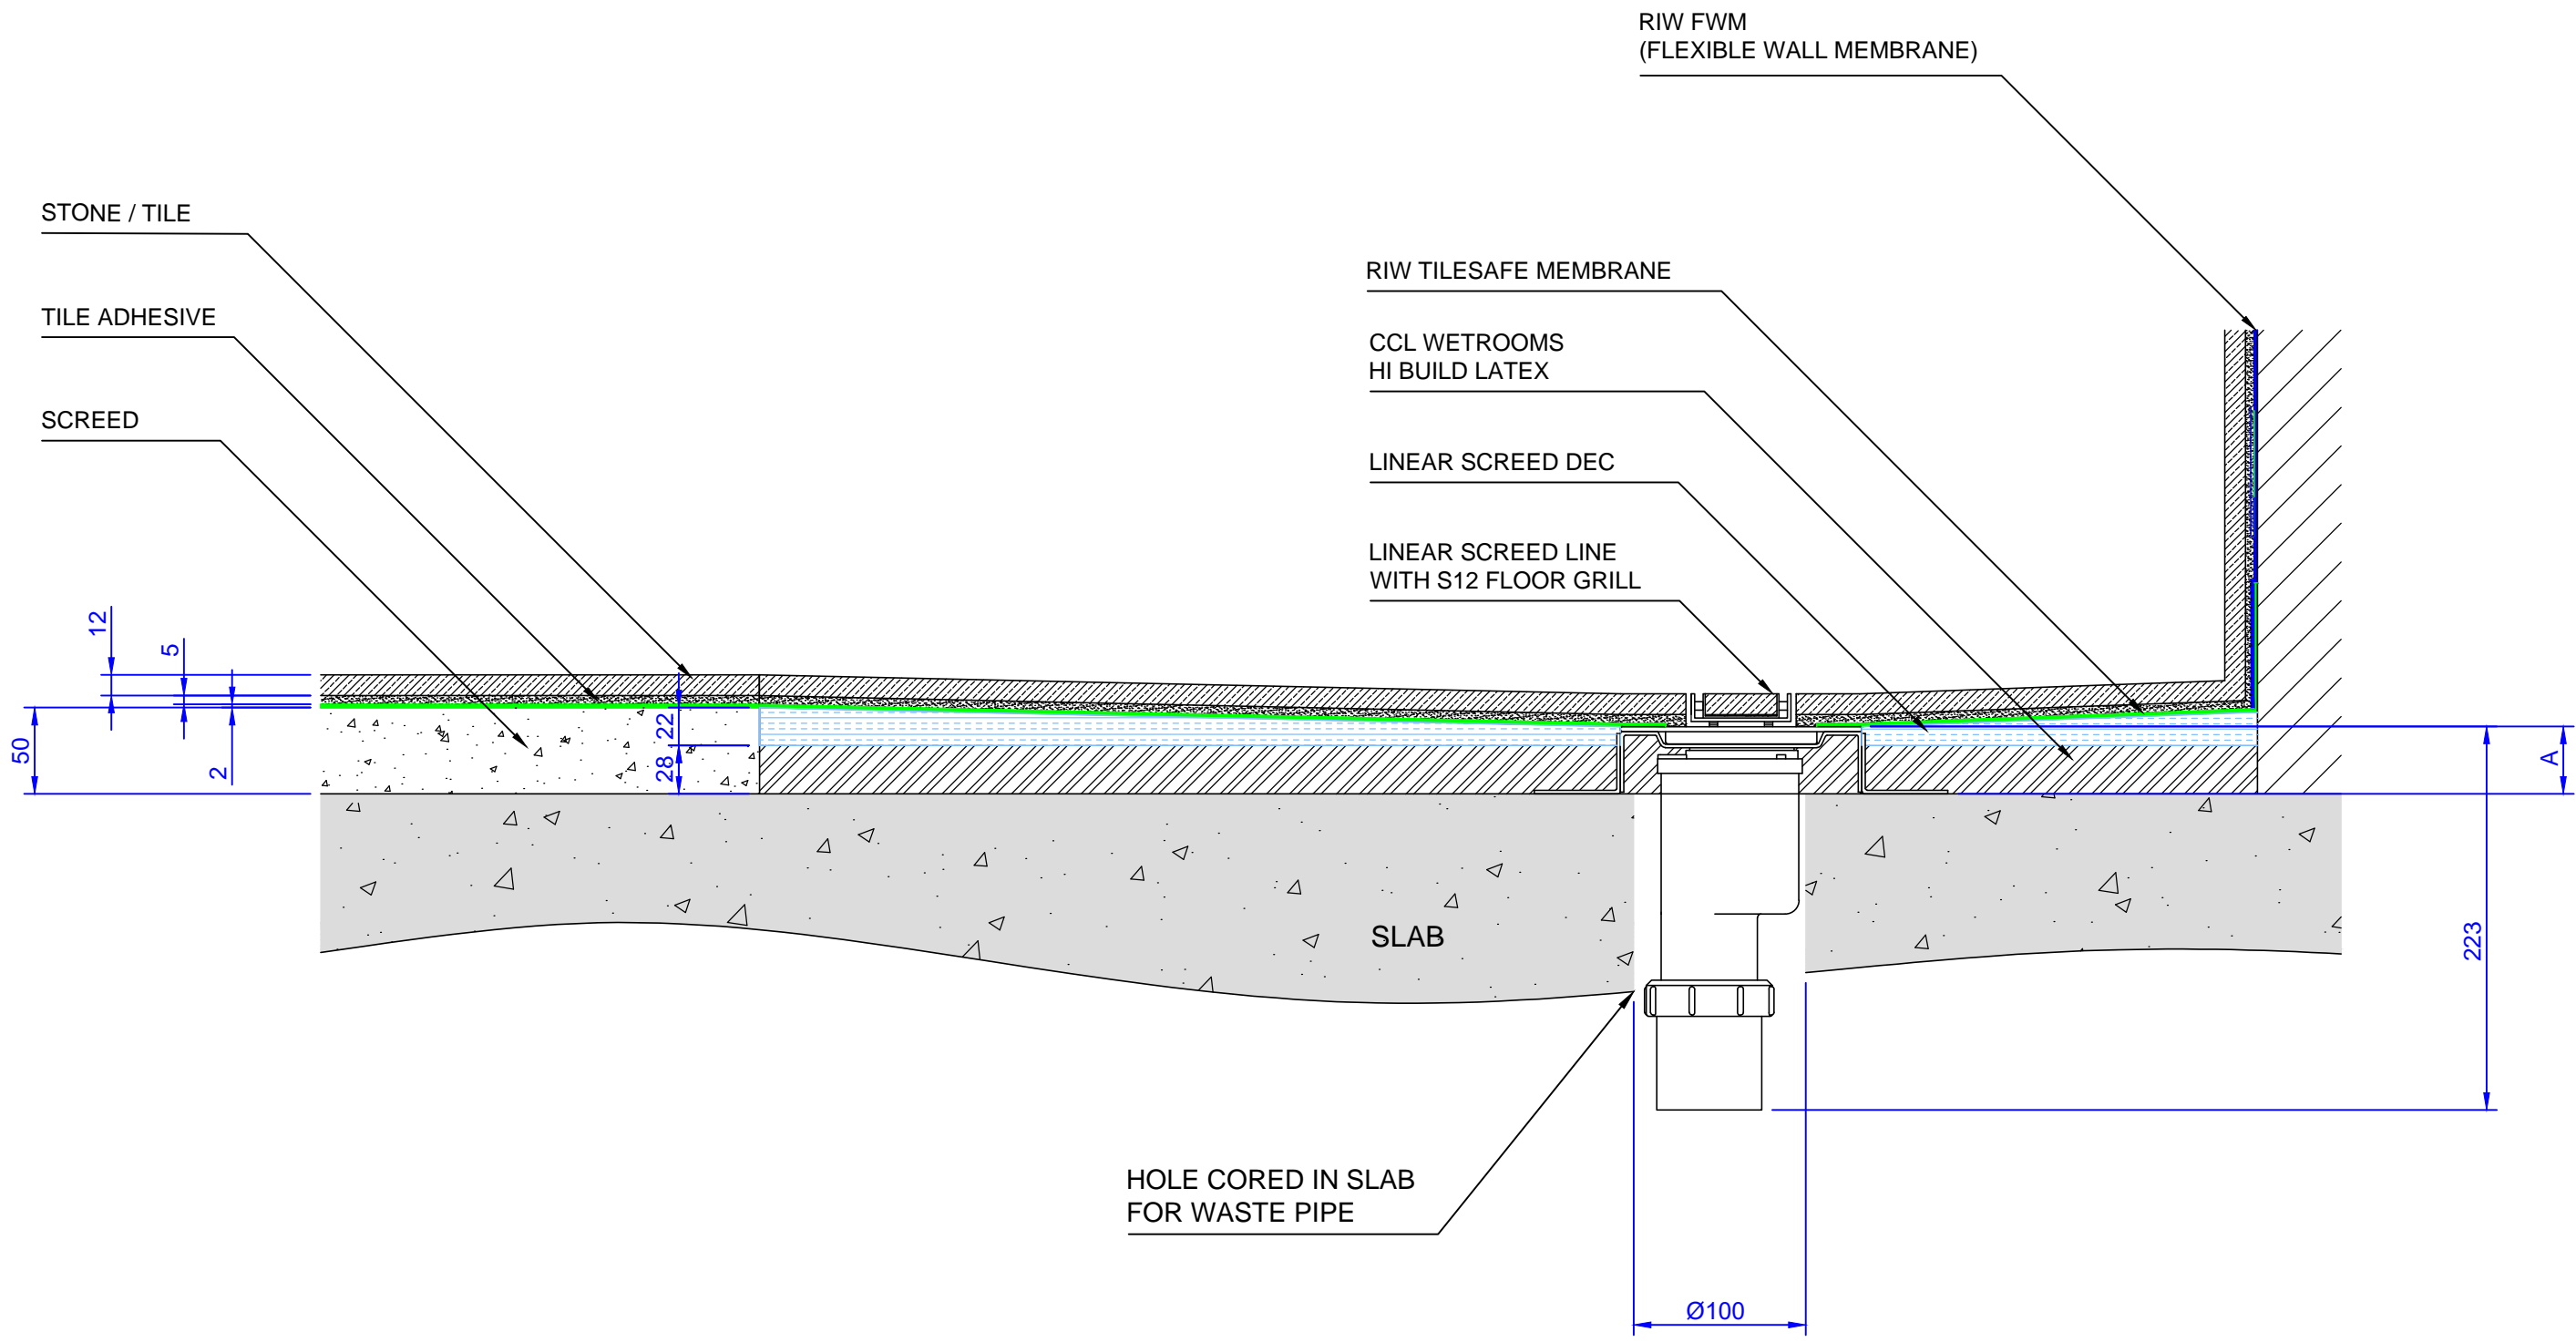 RIW FWM
(FLEXIBLE WALL MEMBRANE)
STONE / TILE
RIW TILESAFE MEMBRANE
TILE ADHESIVE
CCL WETROOMS
HI BUILD LATEX
SCREED
LINEAR SCREED DEC
LINEAR SCREED LINE
WITH S12 FLOOR GRILL
12
5
50
2
22
28
A
SLAB
223
HOLE CORED IN SLAB
FOR WASTE PIPE
Ø100